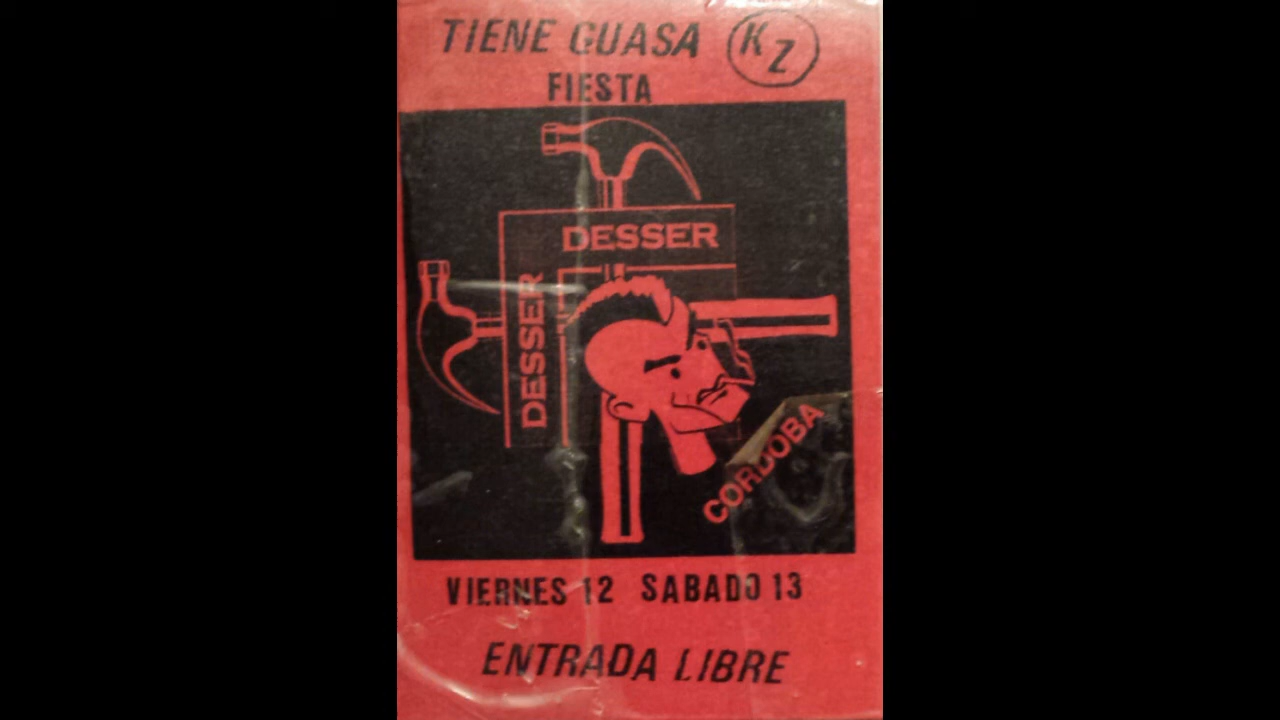 TIENE GUASA
KZ
FIESTA
DESSER
DESSER
CORDOBA
VIERNES 12 SABADO 13
ENTRADA LIBRE